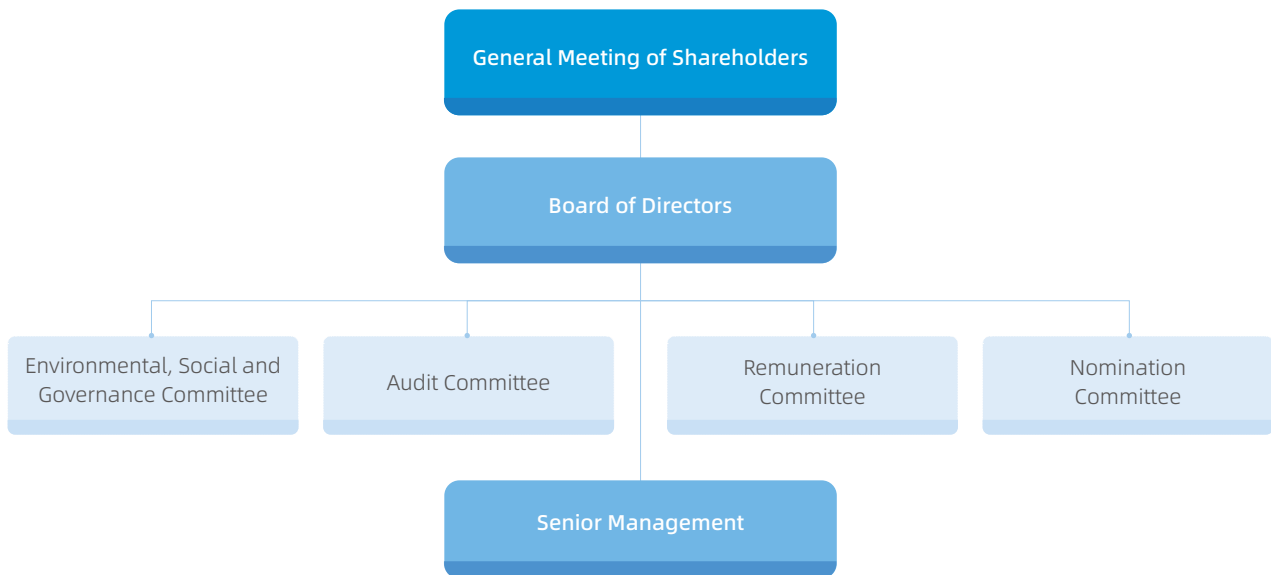 General Meeting of Shareholders
Board of Directors
Environmental, Social and
Governance Committee
Audit Committee
Remuneration
Committee
Nomination
Committee
Senior Management